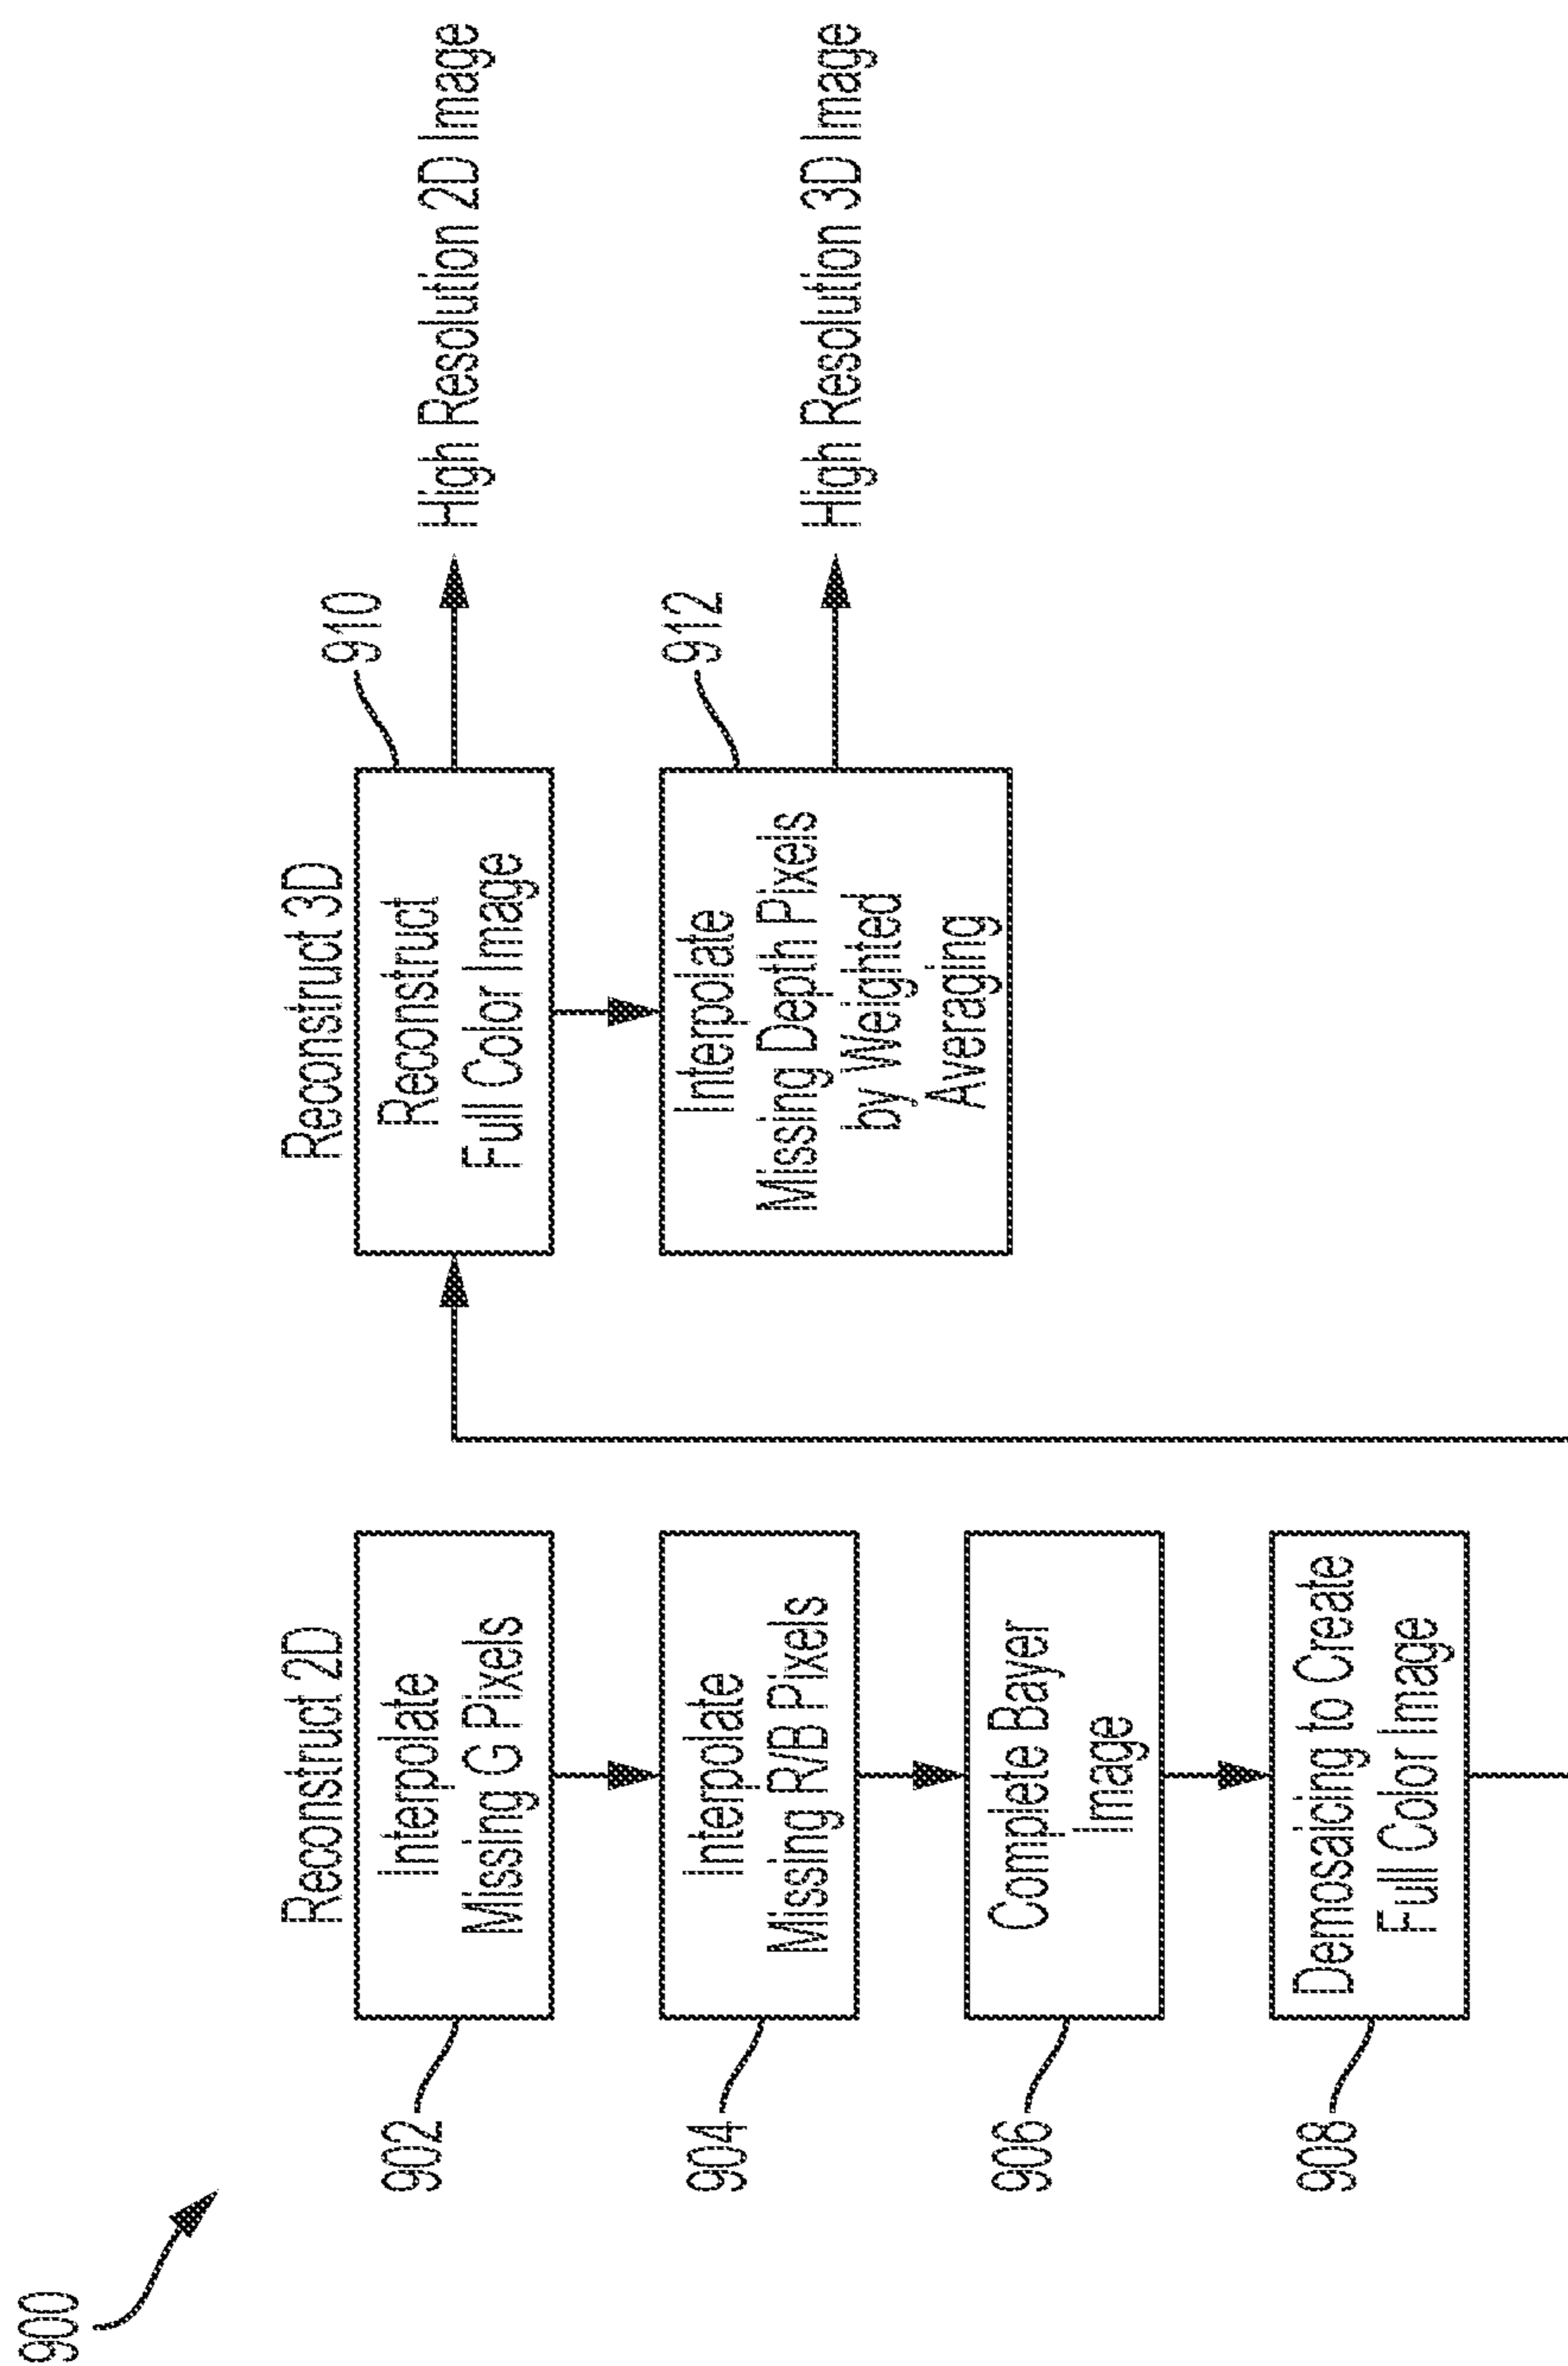 900
Reconstruct 2D
902
Interpolate
Missing G Pixels
904
Interpolate
Missing R/B Pixels
906
Complete Bayer
Image
908
Demosaicing to Create
Full Color Image
Reconstruct 3D
910
Reconstruct
Full Color Image
High Resolution 2D Image
912
Interpolate
Missing Depth Pixels
by Weighted
Averaging
High Resolution 3D Image